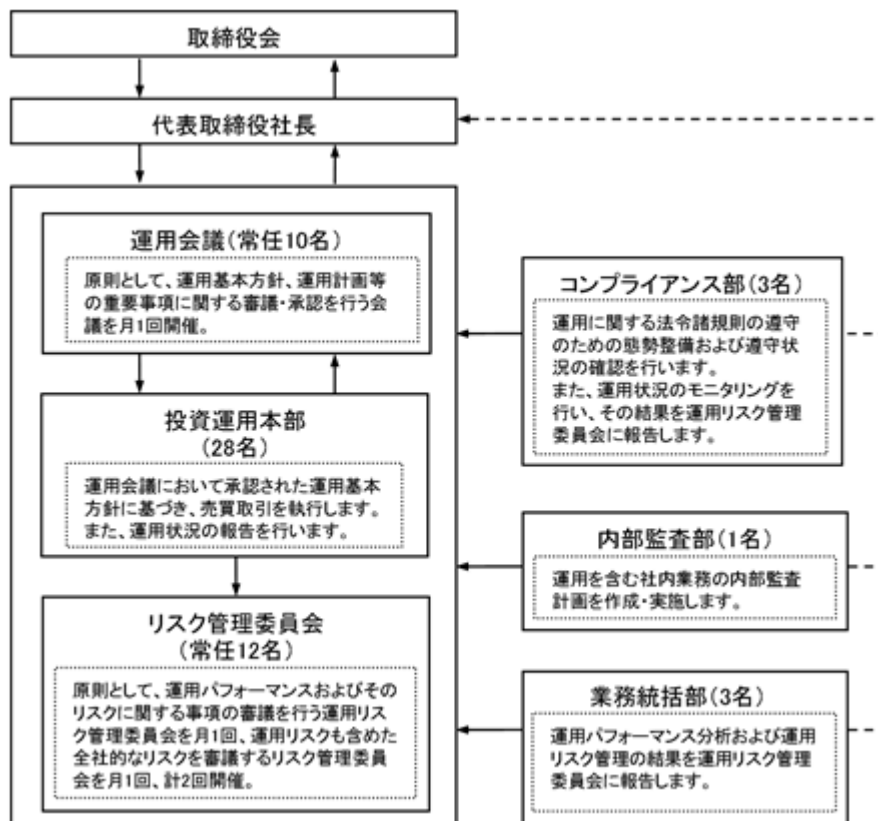 取締役会
代表取締役社長
運用会議(常任10名)
原則として、運用基本方針、運用計画等
の重要事項に関する審議・承認を行う会
議を月1回開催。
投資運用本部
(28名)
運用会議において承認された運用基本
方針に基づき、売買取引を執行します。
また、運用状況の報告を行います。
リスク管理委員会
(常任12名)
原則として、運用パフォーマンスおよびその
リスクに関する事項の審議を行う運用リス
ク管理委員会を月1回、運用リスクも含めた
全社的なリスクを審議するリスク管理委員
会を月1回、計2回開催。
コンプライアンス部(3名)
運用に関する法令諸規則の遵守
のための態勢整備および遵守状
況の確認を行います。
また、運用状況のモニタリングを
行い、その結果を運用リスク管理
委員会に報告します。
内部監査部(1名)
運用を含む社内業務の内部監査
計画を作成・実施します。
業務統括部(3名)
運用パフォーマンス分析および運用
リスク管理の結果を運用リスク管理
委員会に報告します。